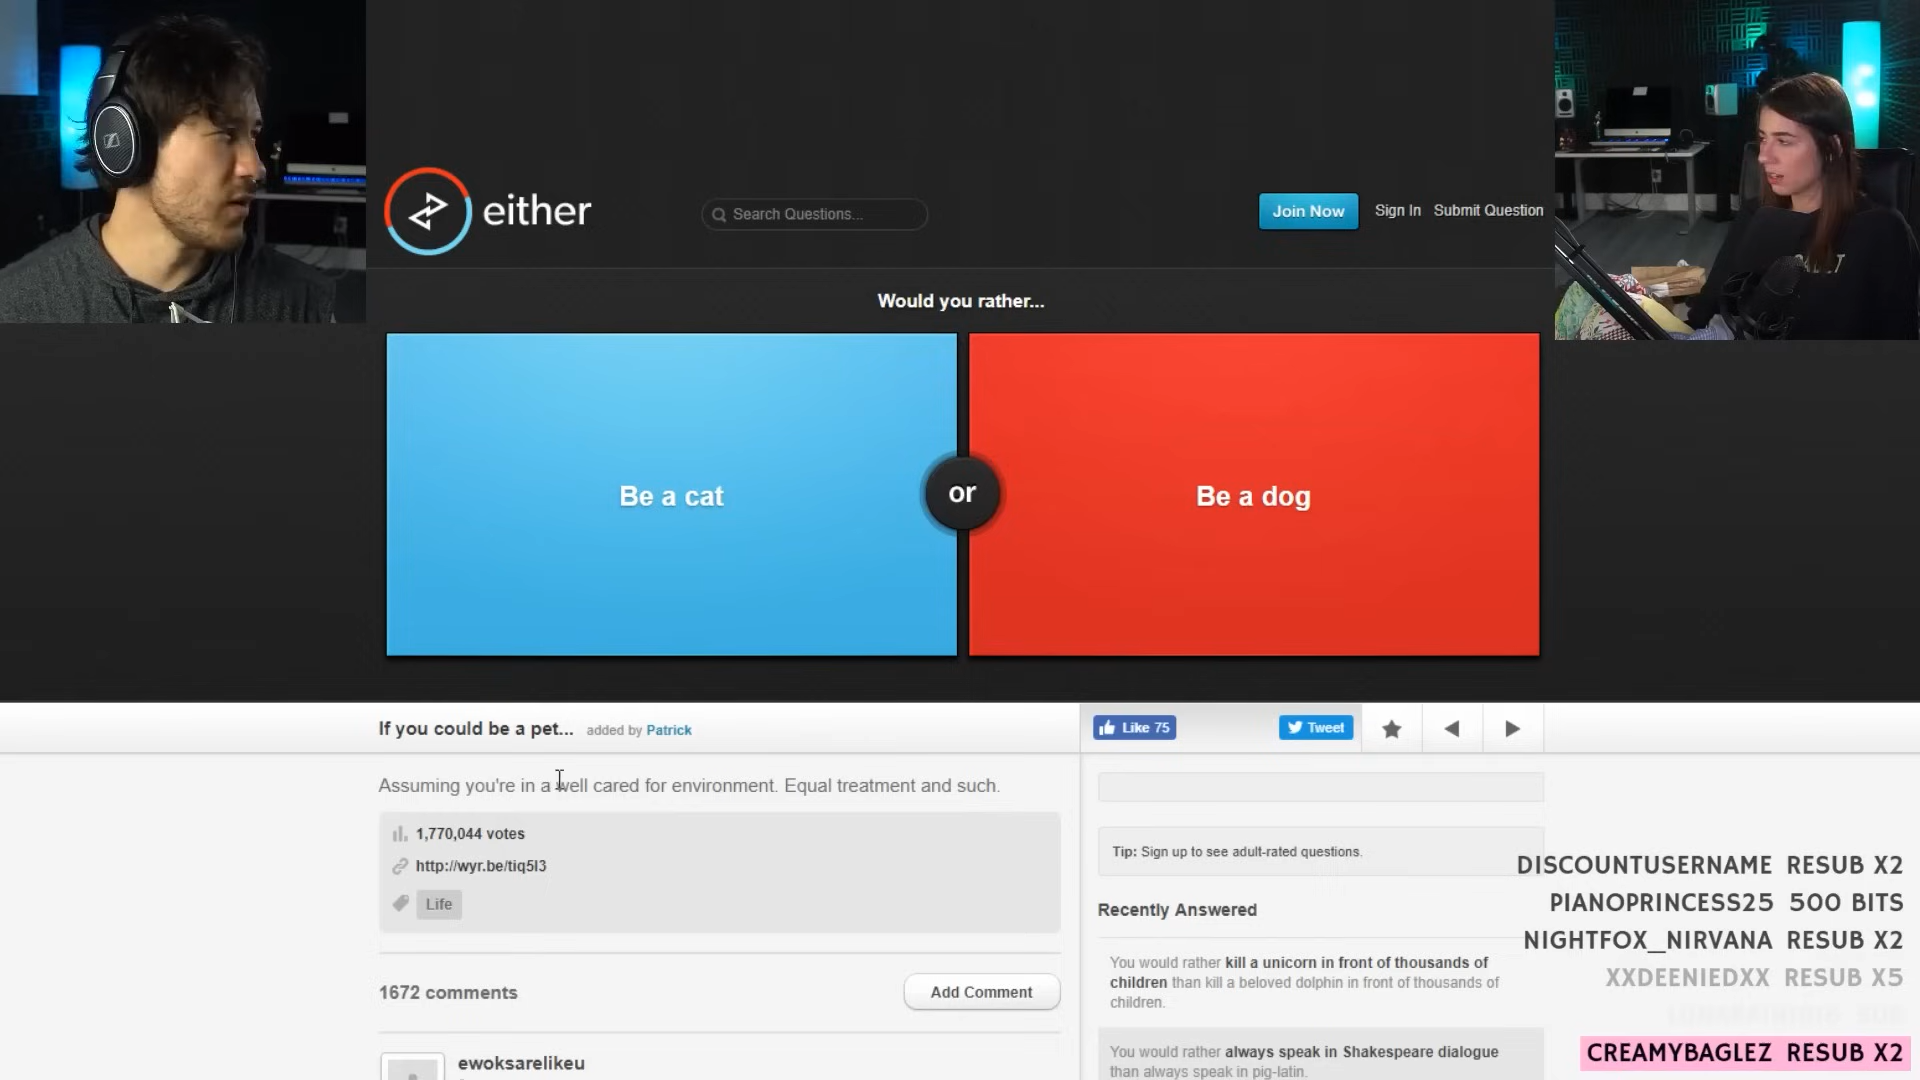 either
Search Questions...
Join Now
Sign In
Submit Question
Would you rather...
Be a cat
or
Be a dog
If you could be a pet...
added by Patrick
Like 75
Tweet
Assuming you're in a well cared for environment. Equal treatment and such.
1,770,044 votes
Life
1672 comments
Add Comment
ewoksarelikeu
Tip: Sign up to see adult-rated questions.
Recently Answered
You would rather kill a unicorn in front of thousands of
children than kill a beloved dolphin in front of thousands of
children.
You would rather always speak in Shakespeare dialogue
than always speak in pig-latin.
DISCOUNTUSERNAME RESUB X2
PIANOPRINCESS25 500 BITS
NIGHTFOX_NIRVANA RESUB X2
XXDEENIEDXX RESUB X5
CREAMYBAGLEZ RESUB X2